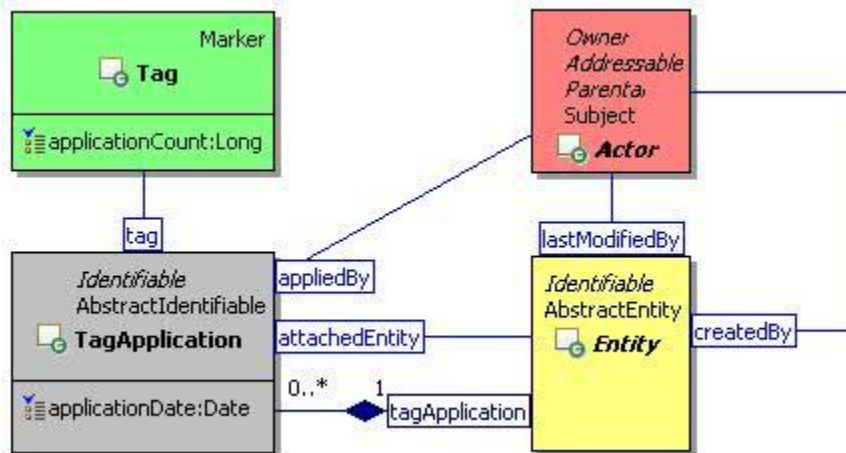 Marker
Tag
applicationCount:Long
Owner
Addressable
Parental
Subject
Actor
tag
lastModifiedBy
Identifiable
AbstractIdentifiable
TagApplication
applicationDate:Date
appliedBy
attachedEntity
0..* 1
tagApplication
Identifiable
AbstractEntity
Entity
createdBy